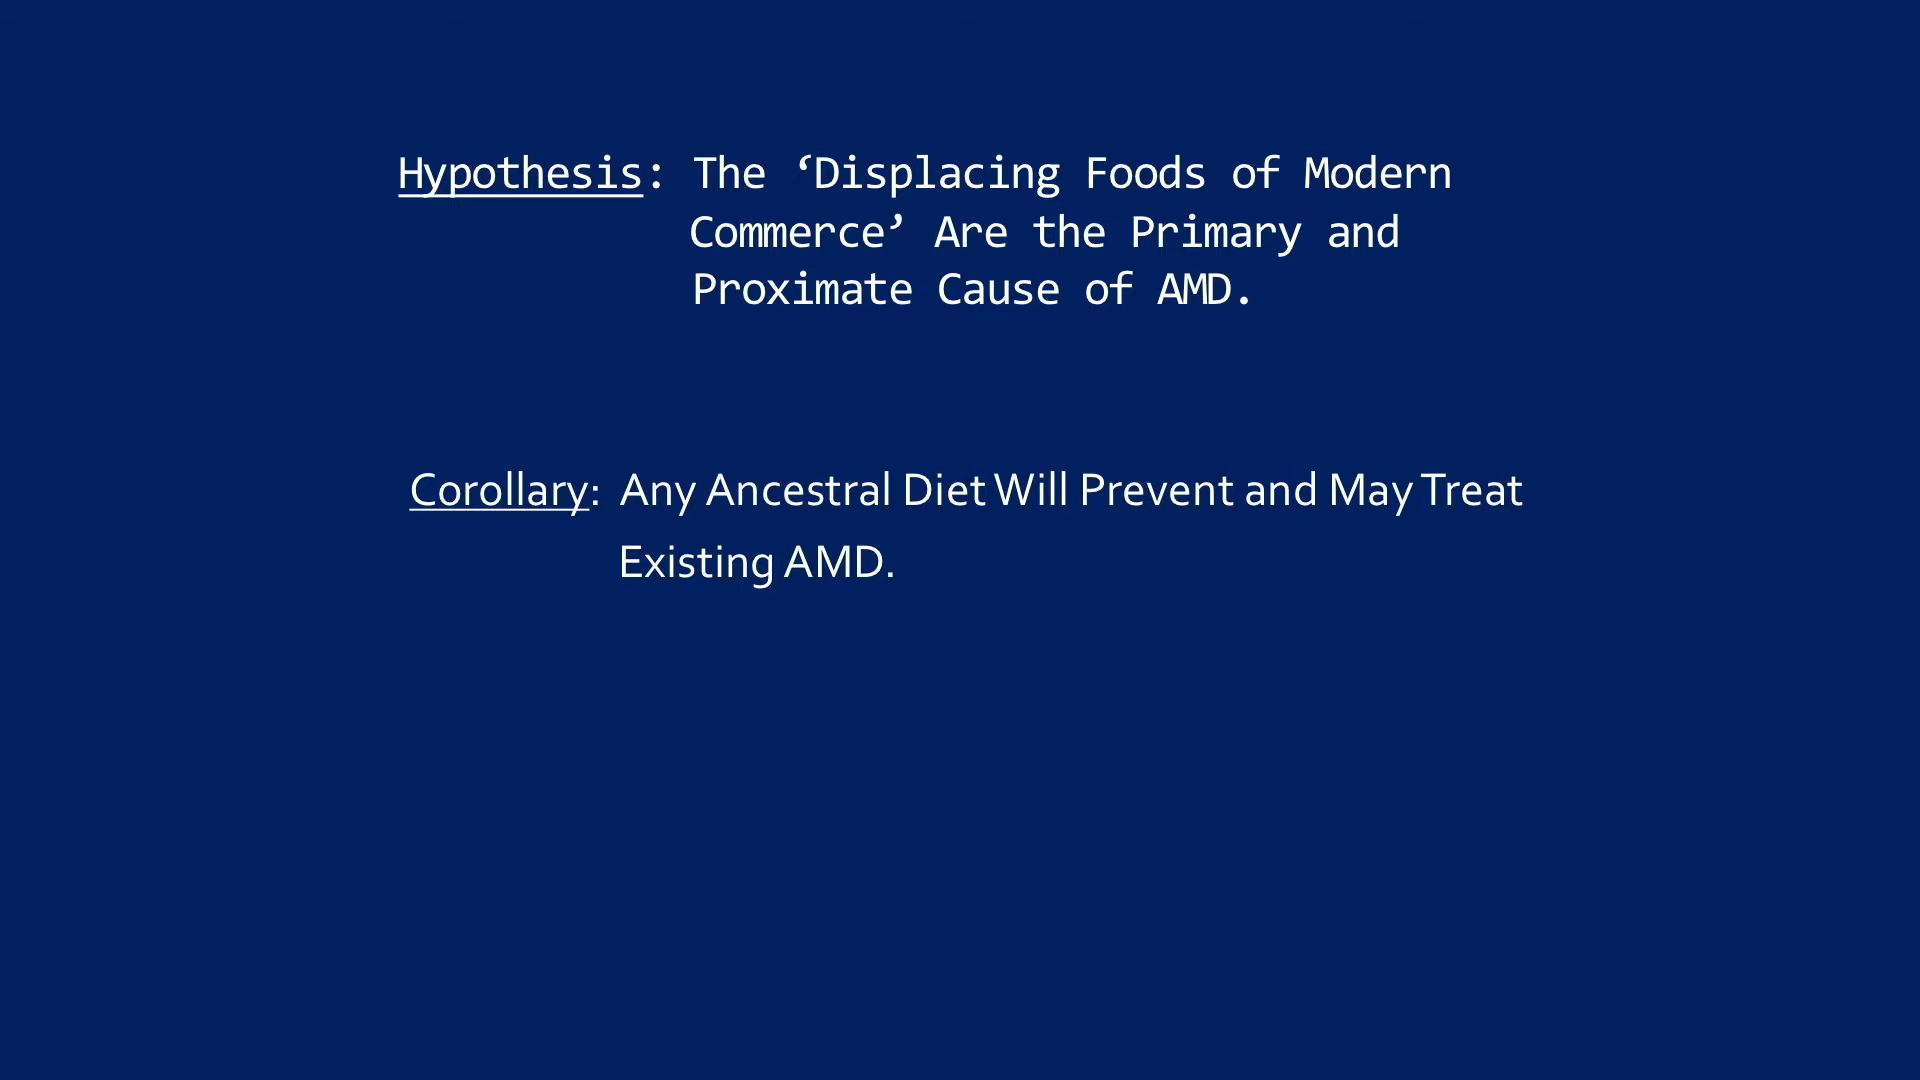 Hypothesis: The ‘Displacing Foods of Modern
Commerce’ Are the Primary and
Proximate Cause of AMD.
Corollary: Any Ancestral Diet Will Prevent and May Treat
Existing AMD.